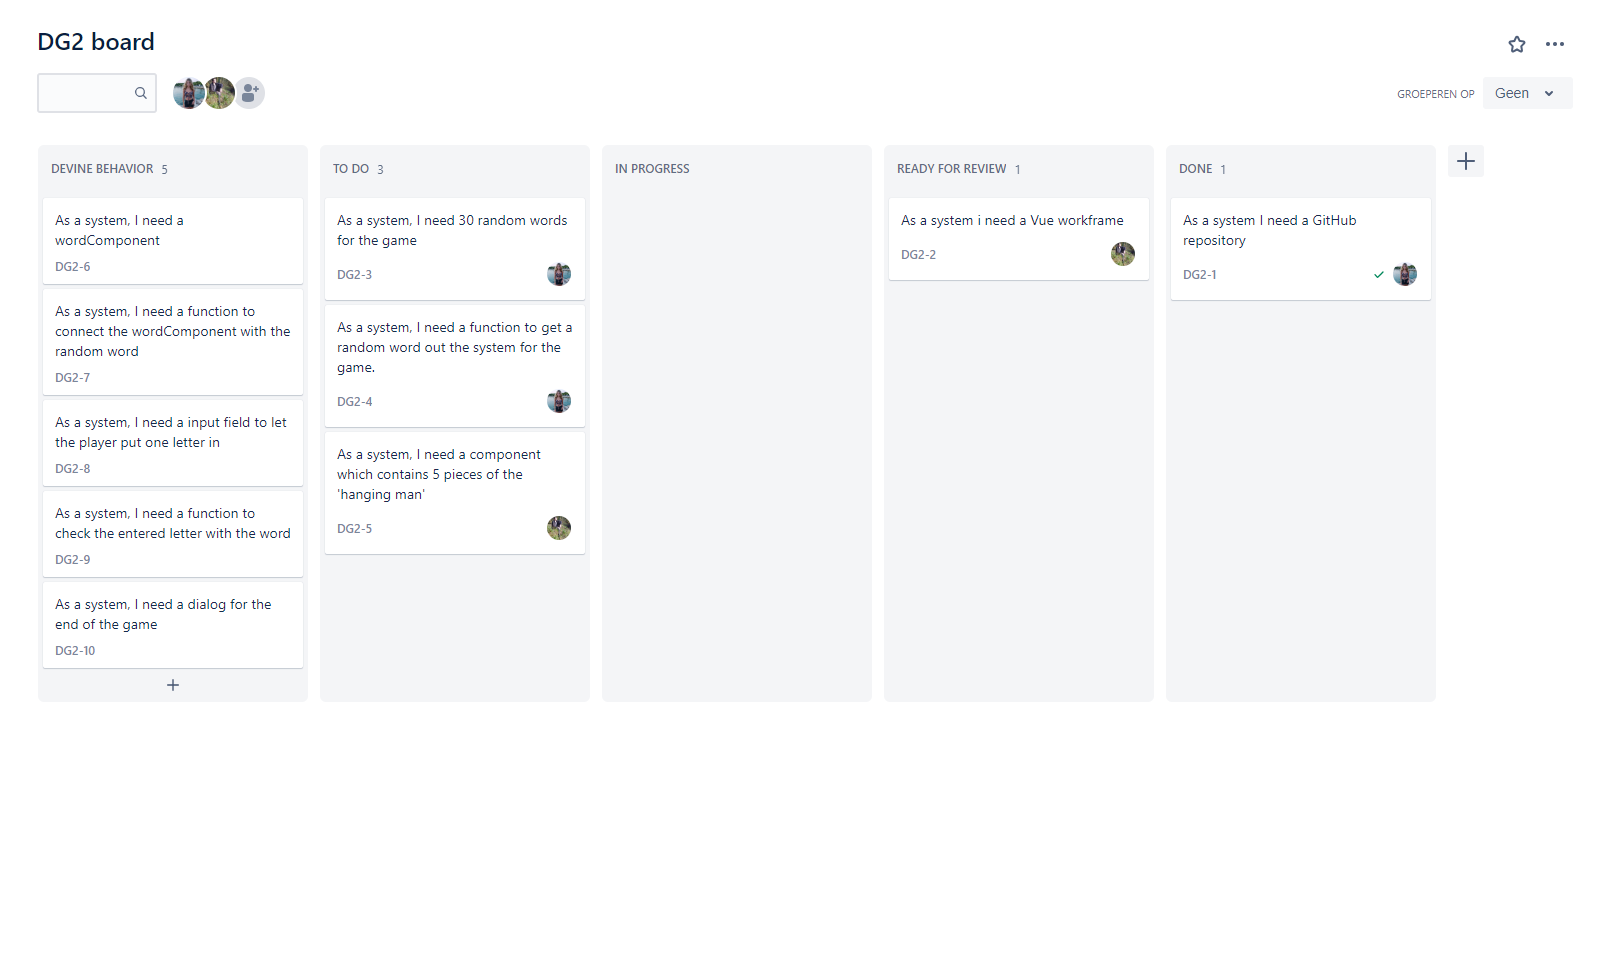 DG2 board
GROEPEREN OP
Geen
DEVINE BEHAVIOR 5
As a system, I need a
wordComponent
DG2-6
As a system, I need a function to
connect the wordComponent with the
random word
DG2-7
As a system, I need a input field to let
the player put one letter in
DG2-8
As a system, I need a function to
check the entered letter with the word
DG2-9
As a system, I need a dialog for the
end of the game
DG2-10
TO DO 3
As a system, I need 30 random words
for the game
DG2-3
As a system, I need a function to get a
random word out the system for the
game.
DG2-4
As a system, I need a component
which contains 5 pieces of the
'hanging man'
DG2-5
IN PROGRESS
READY FOR REVIEW 1
As a system i need a Vue workframe
DG2-2
DONE 1
As a system I need a GitHub
repository
DG2-1